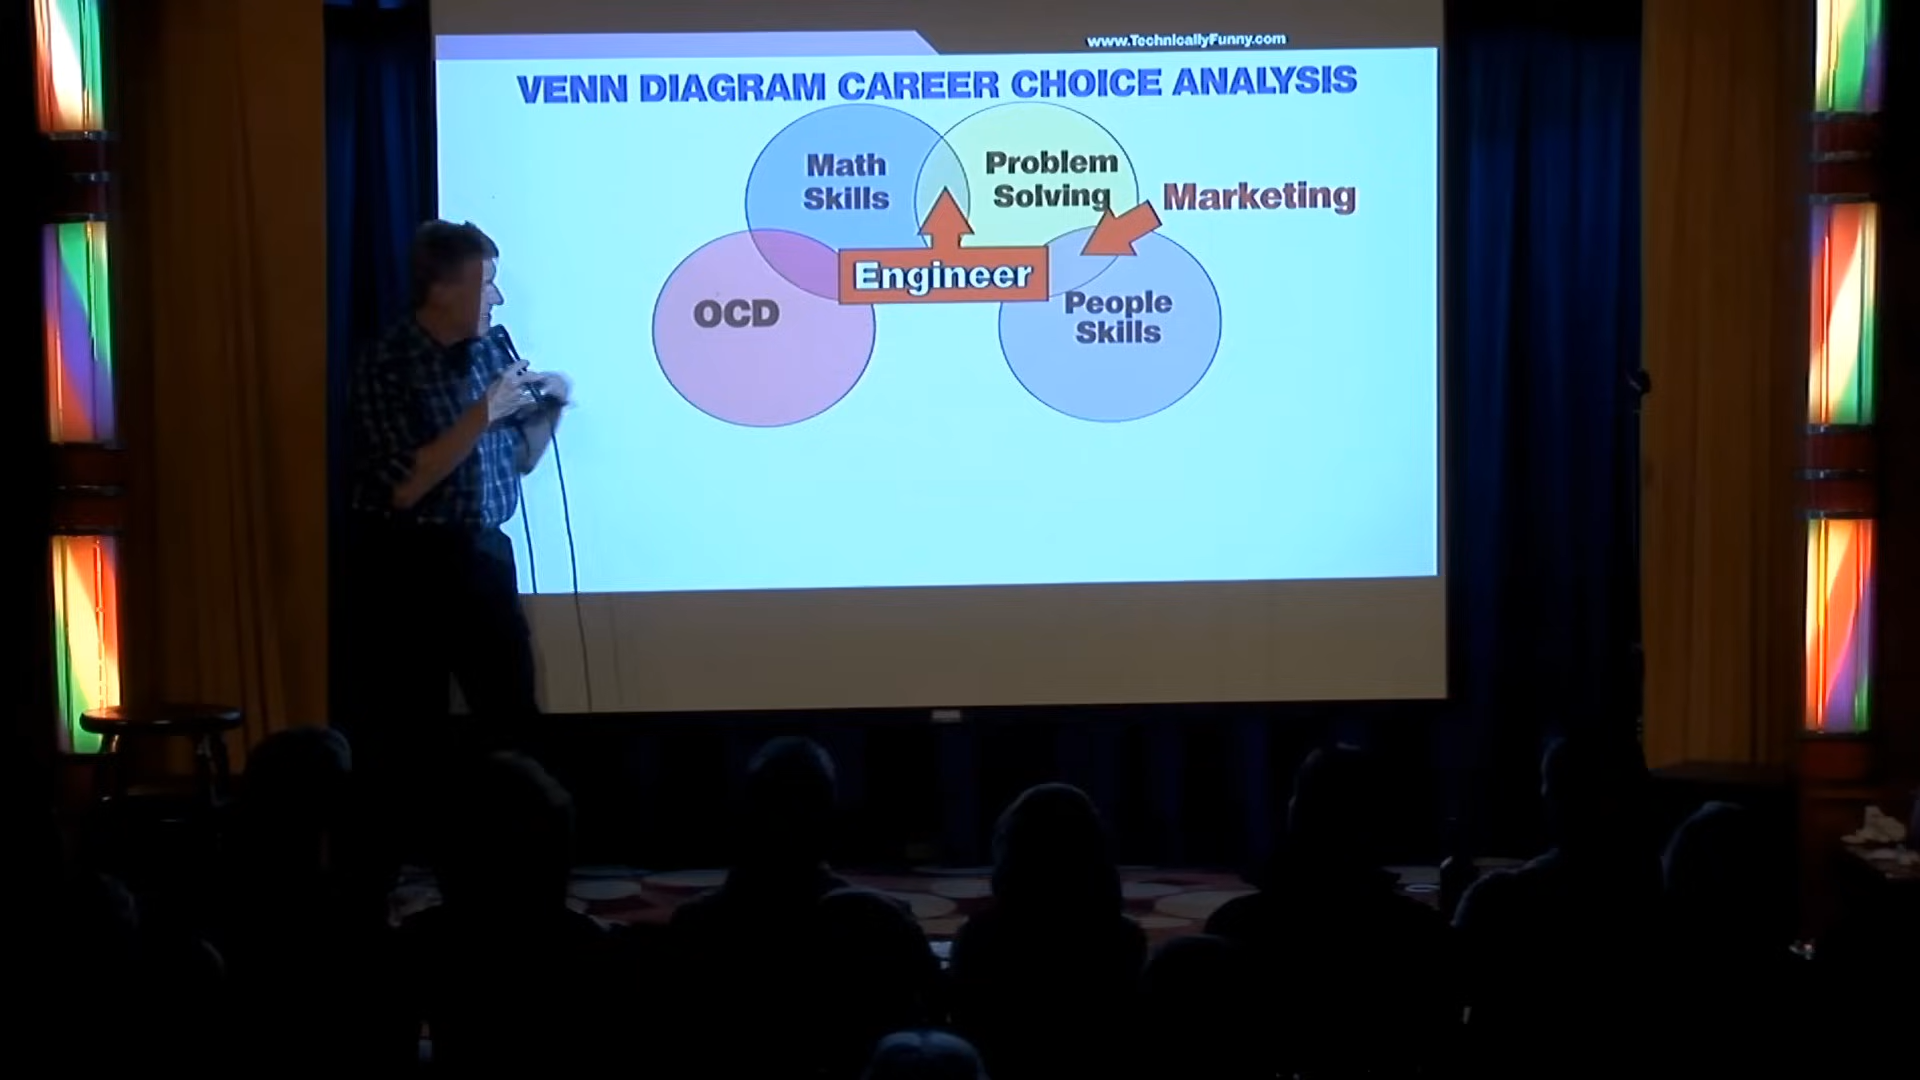 www.TechnicallyFunny.com
VENN DIAGRAM CAREER CHOICE ANALYSIS
Math
Skills
Problem
Solving
Marketing
Engineer
OCD
People
Skills